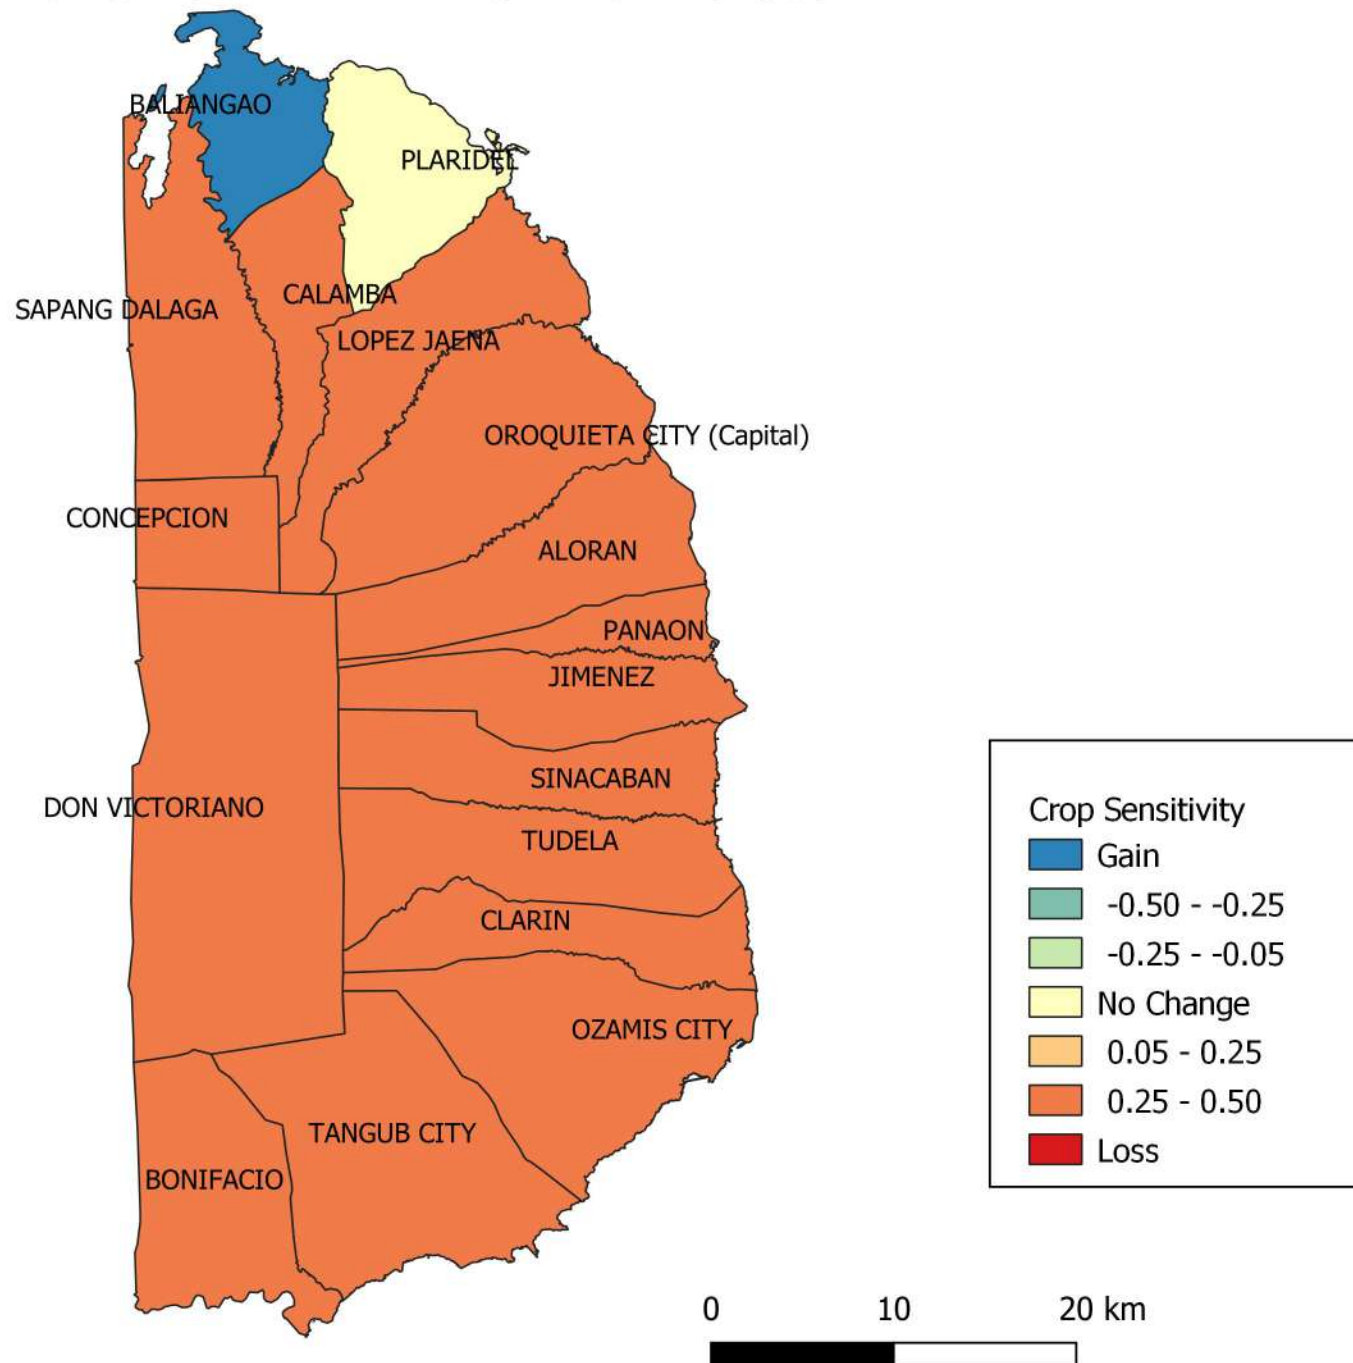 BALIANGAO
PLARIDEL
CALAMBA
SAPANG DALAGA
LOPEZ JAENA
OROQUIETA CITY (Capital)
CONCEPCION
ALORAN
PANAON
JIMENEZ
SINACABAN
DON VICTORIANO
TUDELA
CLARIN
OZAMIS CITY
TANGUB CITY
BONIFACIO
Crop Sensitivity
Gain
-0.50 - -0.25
-0.25 - -0.05
No Change
0.05 - 0.25
0.25 - 0.50
Loss
0 10 20 km